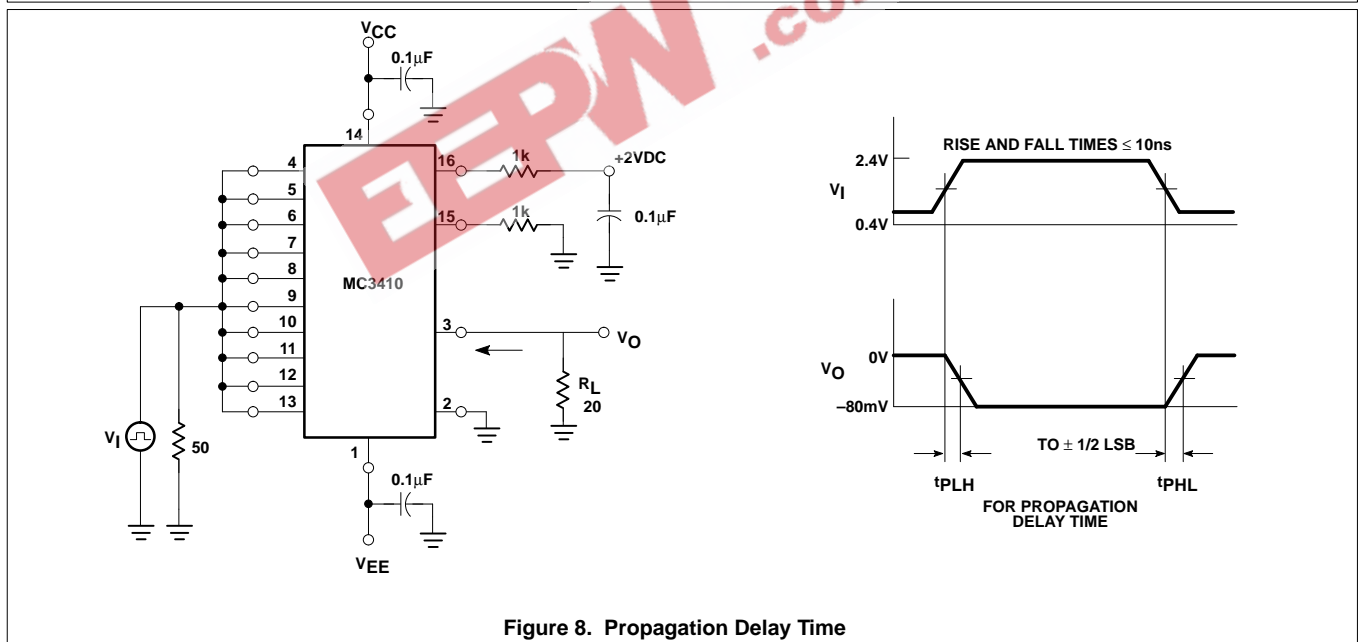 EEPW .co
VCC
0.1μF
14
4
5
6
7
8
9
10
11
12
13
16
1k
+2VDC
15
1k
0.1μF
MC3410
3
VO
RL
20
2
VI
50
1
0.1μF
VEE
RISE AND FALL TIMES ≤ 10ns
2.4V
VI
0.4V
0V
VO
–80mV
TO ± 1/2 LSB
tPLH
tPHL
FOR PROPAGATION
DELAY TIME
Figure 8. Propagation Delay Time